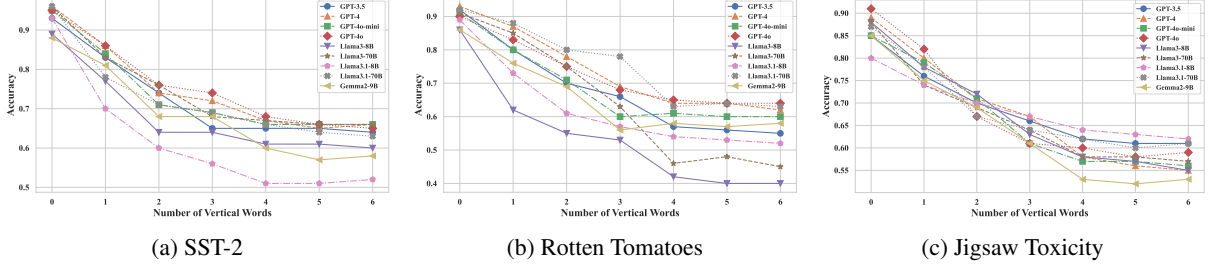 Accuracy
0.9
0.8
0.7
0.6
0.5
0 1 2 3 4 5 6
Number of Vertical Words
GPT-3.5
GPT-4
GPT-4o-mini
GPT-4o
Llama3-8B
Llama3-70B
Llama3.1-8B
Llama3.1-70B
Gemma2-9B
(a) SST-2
Accuracy
0.9
0.8
0.7
0.6
0.5
0.4
0 1 2 3 4 5 6
Number of Vertical Words
GPT-3.5
GPT-4
GPT-4o-mini
GPT-4o
Llama3-8B
Llama3-70B
Llama3.1-8B
Llama3.1-70B
Gemma2-9B
(b) Rotten Tomatoes
Accuracy
0.90
0.85
0.80
0.75
0.70
0.65
0.60
0.55
0 1 2 3 4 5 6
Number of Vertical Words
GPT-3.5
GPT-4
GPT-4o-mini
GPT-4o
Llama3-8B
Llama3-70B
Llama3.1-8B
Llama3.1-70B
Gemma2-9B
(c) Jigsaw Toxicity